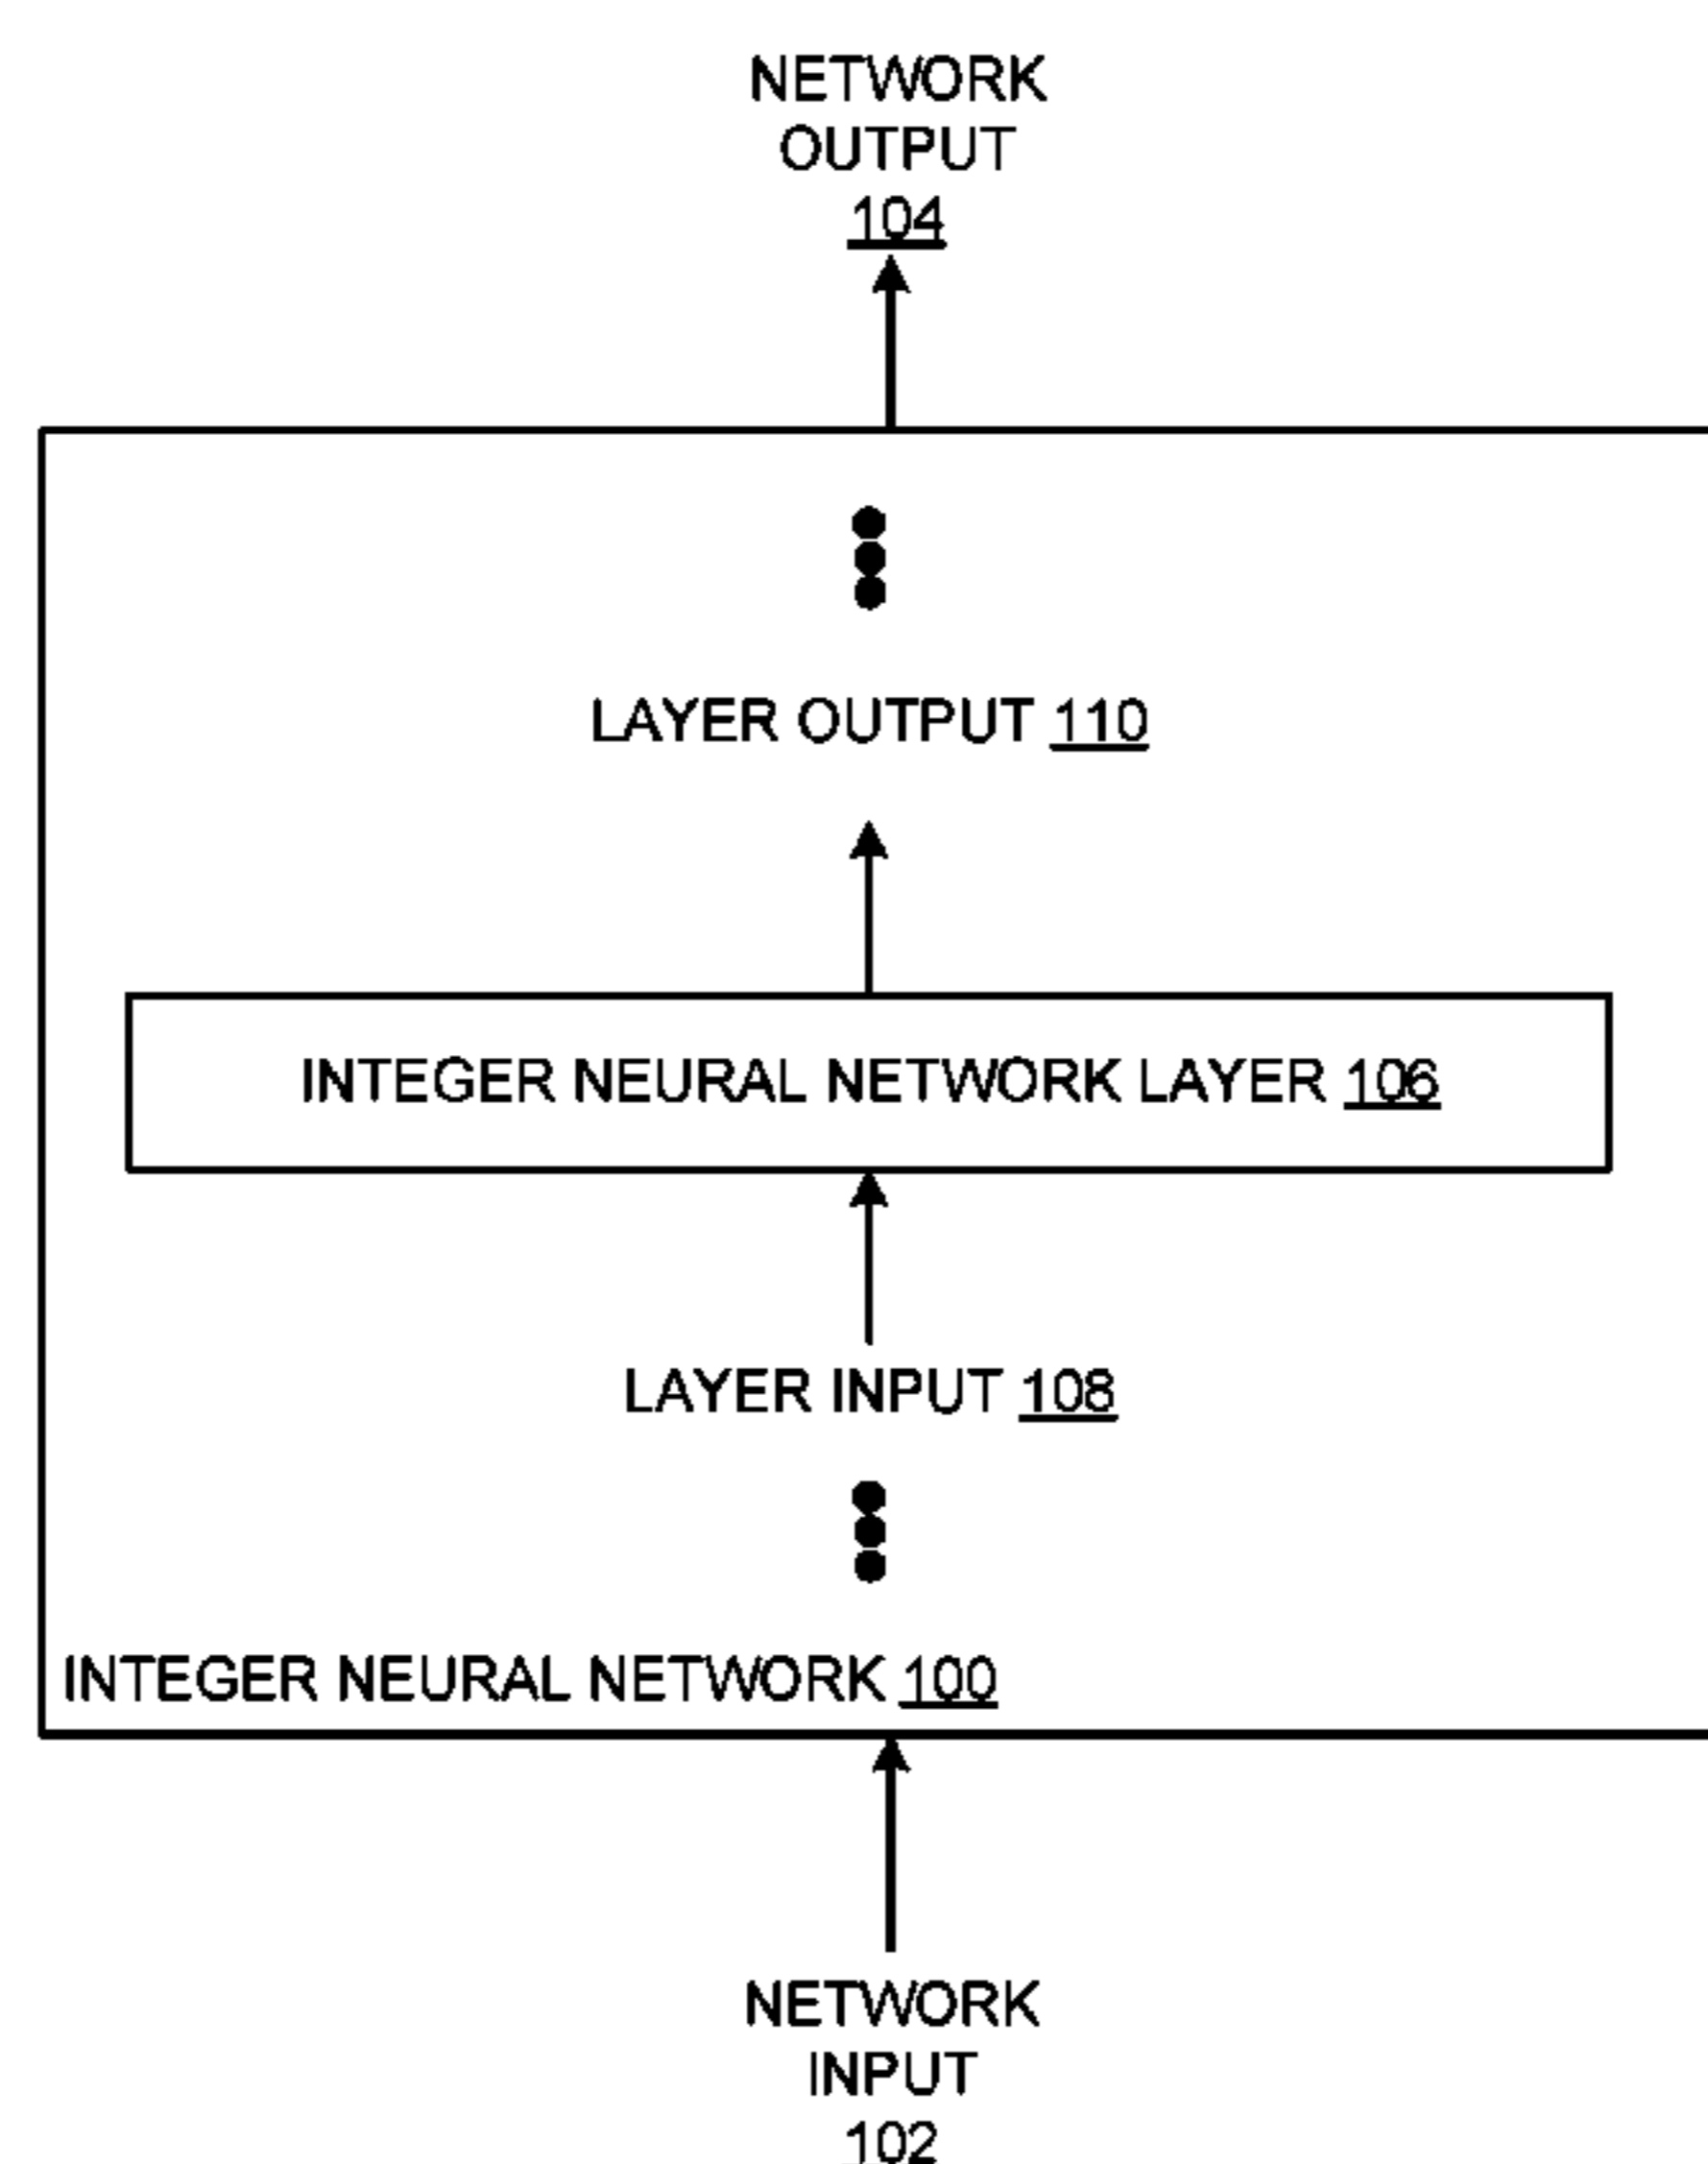 NETWORK
OUTPUT
104
LAYER OUTPUT 110
INTEGER NEURAL NETWORK LAYER 106
LAYER INPUT 108
INTEGER NEURAL NETWORK 100
NETWORK
INPUT
102